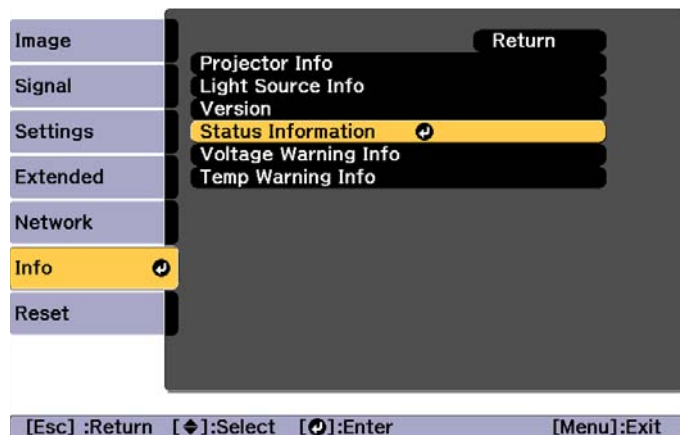 Image
Signal
Settings
Extended
Network
Info
Reset
Return
Projector Info
Light Source Info
Version
Status Information
Voltage Warning Info
Temp Warning Info
[Esc] :Return [◆]:Select [↵]:Enter [Menu]:Exit